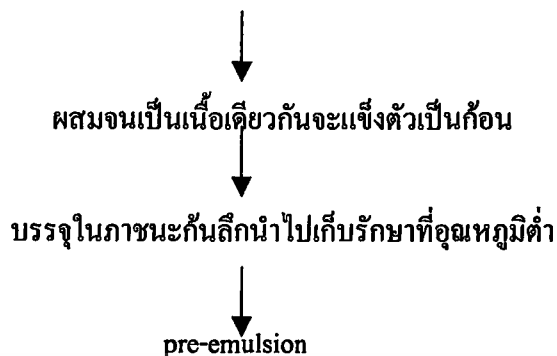 ผสมจนเป็นเนื้อเดียวกันจะแข็งตัวเป็นก้อน
บรรจุในภาชนะก้นลึกนำไปเก็บรักษาที่อุณหภูมิต่ำ
pre-emulsion